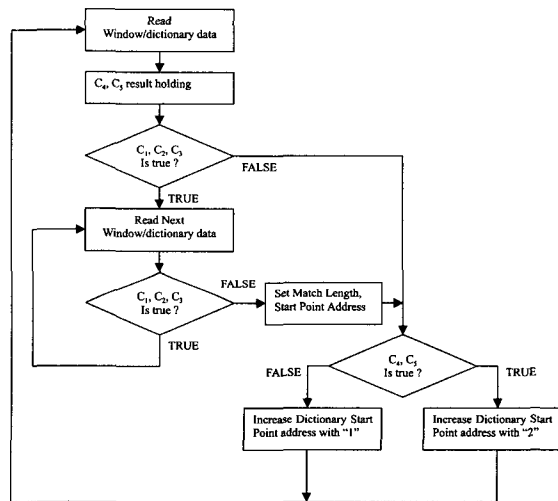 Read
Window/dictionary data
C4, C5 result holding
C1, C2, C3
Is true ?
FALSE
TRUE
Read Next
Window/dictionary data
C1, C2, C3
Is true ?
FALSE
TRUE
Set Match Length,
Start Point Address
C4, C5
Is true ?
FALSE
TRUE
Increase Dictionary Start
Point address with “1”
Increase Dictionary Start
Point address with “2”